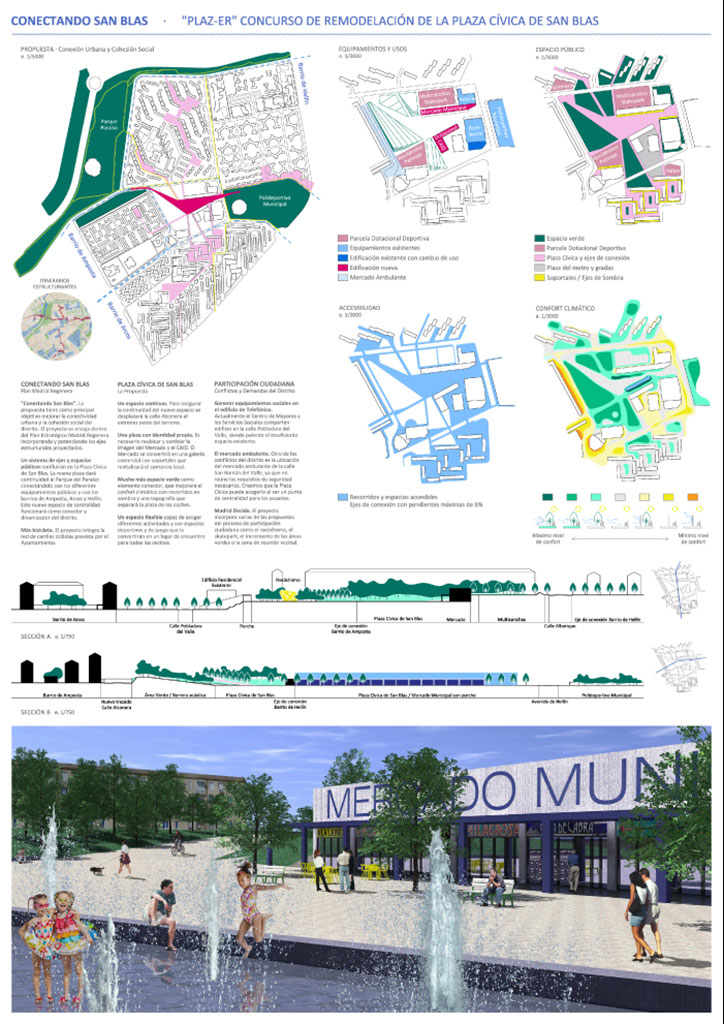 CONECTANDO SAN BLAS · "PLAZ-ER" CONCURSO DE REMODELACIÓN DE LA PLAZA CÍVICA DE SAN BLAS
PROPUESTA · Conexión Urbana y Cohesión Social
e. 1/3000
Barrio de Hellín
Parque
Paraíso
Polideportivo
Municipal
Barrio de Amposta
Barrio de Arcos
ITINERARIOS
ESTRUCTURANTES
EQUIPAMIENTOS Y USOS
e. 1/3000
Mercado Municipal
Parcela Dotacional Deportiva
Equipamientos existentes
Edificación existente con cambio de uso
Edificación nueva
Mercado Ambulante
ESPACIO PÚBLICO
e. 1/3000
Espacio verde
Parcela Dotacional Deportiva
Plaza Cívica y ejes de conexión
Plaza del metro y gradas
Soportales / Ejes de Sombra
ACCESIBILIDAD
e. 1/3000
Recorridos y espacios accesibles
Ejes de conexión con pendientes máximas de 6%
CONFORT CLIMÁTICO
e. 1/3000
Máximo nivel
de confort
Mínimo nivel
de confort
CONECTANDO SAN BLAS
Plan Madrid Regenera
"Conectando San Blas". La
propuesta tiene como principal
objetivo mejorar la conectividad
urbana y la cohesión social del
distrito. El proyecto se encaja dentro
del Plan Estratégico Madrid Regenera
incorporando y potenciando los ejes
estructurales proyectados.
Un sistema de ejes y espacios
públicos confluirán en la Plaza Cívica
de San Blas. La nueva plaza dará
continuidad al Parque del Paraíso
conectándolo con los diferentes
equipamientos públicos y con los
barrios de Amposta, Arcos y Hellín.
Este nuevo espacio de centralidad
funcionará como conector y
dinamizador del distrito.
Más bicicleta. El proyecto integra la
red de carriles ciclistas prevista por el
Ayuntamiento.
PLAZA CÍVICA DE SAN BLAS
La Propuesta
Un espacio continuo. Para asegurar
la continuidad del nuevo espacio se
desplazará la calle Alconera al
extremo oeste del terreno.
Una plaza con identidad propia. Es
necesario revitalizar y cambiar la
imagen del Mercado y el CAID. El
Mercado se convertirá en una galería
comercial con soportales que
revitalizará el comercio local.
Mucho más espacio verde como
elemento conector, que mejorará el
confort climático con recorridos en
sombra y una topografía que
separará la plaza de los coches.
Un espacio flexible capaz de acoger
diferentes actividades y con espacios
deportivos y de juego que lo
convertirán en un lugar de encuentro
para todas los vecinos.
PARTICIPACIÓN CIUDADANA
Conflictos y Demandas del Distrito
Generar equipamientos sociales en
el edificio de Telefónica.
Actualmente el Centro de Mayores y
los Servicios Sociales comparten
edificio en la calle Pobladura del
Valle, siendo patente el insuficiente
espacio existente.
El mercado ambulante. Otro de los
conflictos del distrito es la ubicación
del mercado ambulante de la calle
San Román del Valle, ya que no
reúne los requisitos de seguridad
necesarios. Creemos que la Plaza
Cívica puede acogerlo al ser un punto
de centralidad para los usuarios.
Madrid Decide. El proyecto
incorpora varias de las propuestas
del proceso de participación
ciudadana como el rocódromo, el
skatepark, el incremento de las áreas
verdes o la zona de reunión vecinal.
Edificio Residencial
Existente
Rocódromo
Barrio de Arcos
Calle Pobladura
del Valle
Porche
Eje de conexión
Barrio de Amposta
Plaza Cívica de San Blas
Mercado
Multicanchas
Calle Albarique
Eje de conexión Barrio de Hellín
SECCIÓN A e. 1/750
Barrio de Amposta
Nuevo trazado
Calle Alconera
Área Verde / Barrera acústica
Plaza Cívica de San Blas
Eje de conexión
Barrio de Hellín
Plaza Cívica de San Blas / Mercado Municipal con porche
Avenida de Hellín
Polideportivo Municipal
SECCIÓN B e. 1/750
MERCADO MUNI
MILAGROSA
DE CABRA